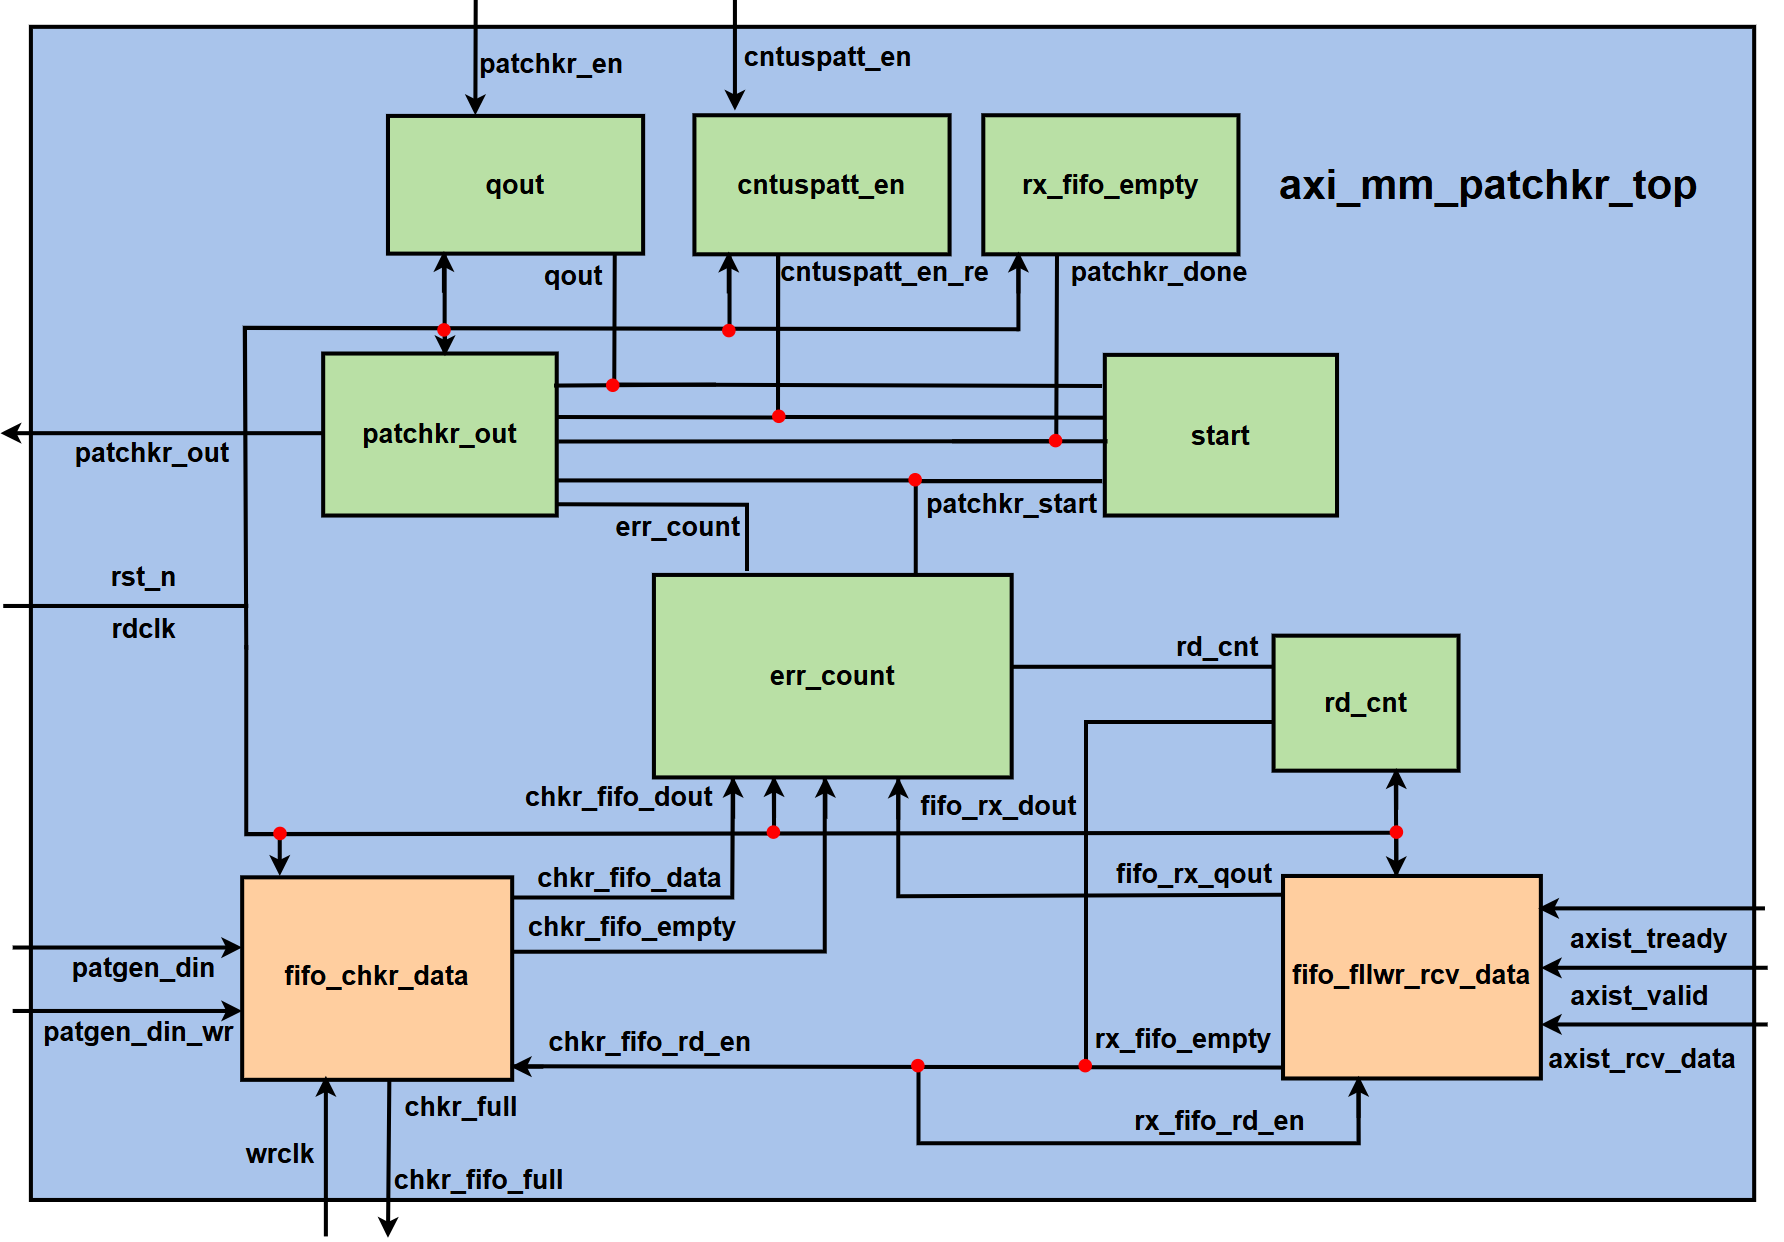 patchkr_en
cntuspatt_en
qout
cntuspatt_en
rx_fifo_empty
axi_mm_patchkr_top
qout
cntuspatt_en_re
patchkr_done
patchkr_out
start
patchkr_out
patchkr_start
err_count
rst_n
rdclk
err_count
rd_cnt
rd_cnt
chkr_fifo_dout
fifo_rx_dout
chkr_fifo_data
fifo_rx_qout
chkr_fifo_empty
axist_tready
patgen_din
fifo_chkr_data
fifo_fllwr_rcv_data
axist_valid
patgen_din_wr
chkr_fifo_rd_en
rx_fifo_empty
axist_rcv_data
chkr_full
rx_fifo_rd_en
wrclk
chkr_fifo_full